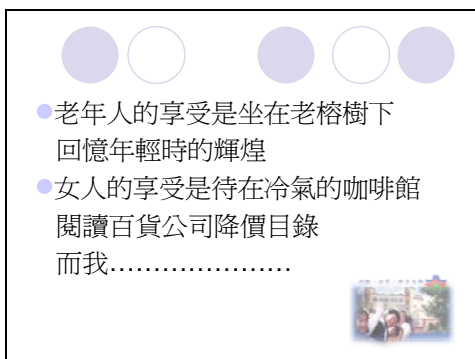 老年人的享受是坐在老榕樹下
回憶年輕時的輝煌
女人的享受是待在冷氣的咖啡館
閱讀百貨公司降價目錄
而我…………………